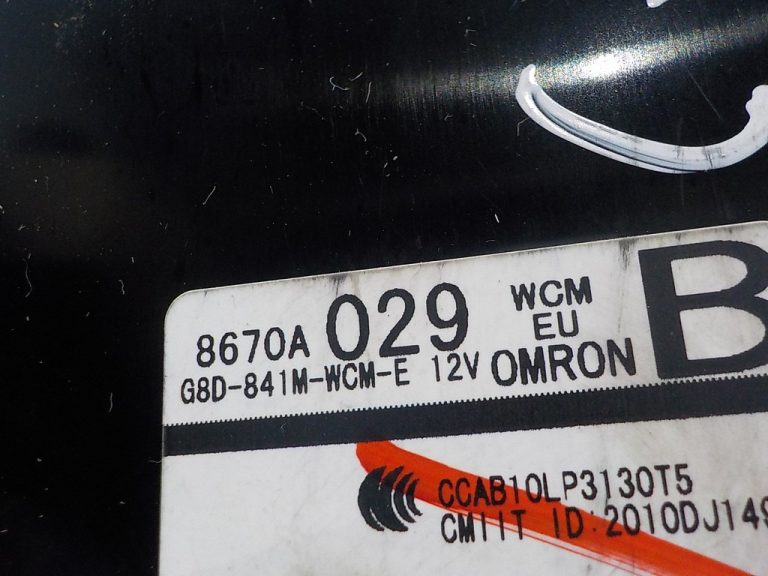 8670A 029 WCM
EU
G8D-841M-WCM-E 12V OMRON B
CCAB10LP3130T5
CMIIT ID:2010DJ149